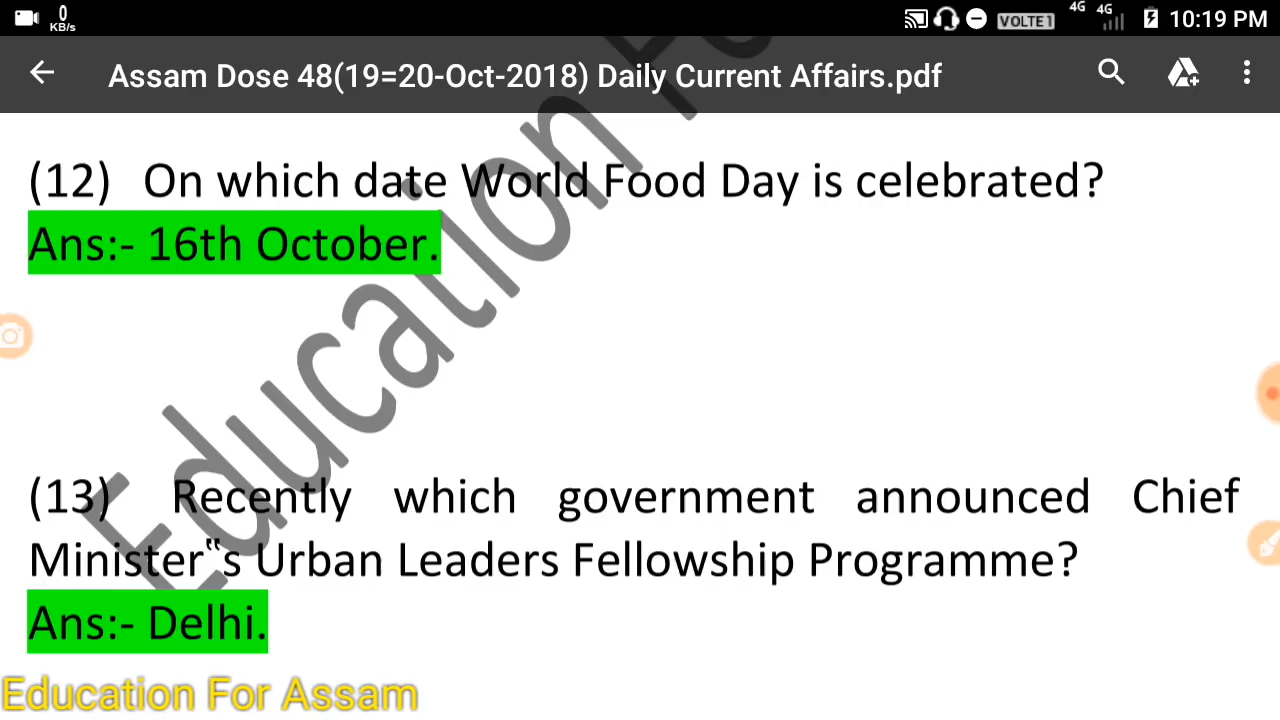 0
KB/s
VOLTE1 4G 4G 10:19 PM
Assam Dose 48(19=20-Oct-2018) Daily Current Affairs.pdf
(12) On which date World Food Day is celebrated?
Ans:- 16th October.
(13) Recently which government announced Chief
Minister‟s Urban Leaders Fellowship Programme?
Ans:- Delhi.
Education For Assam
Education Fo